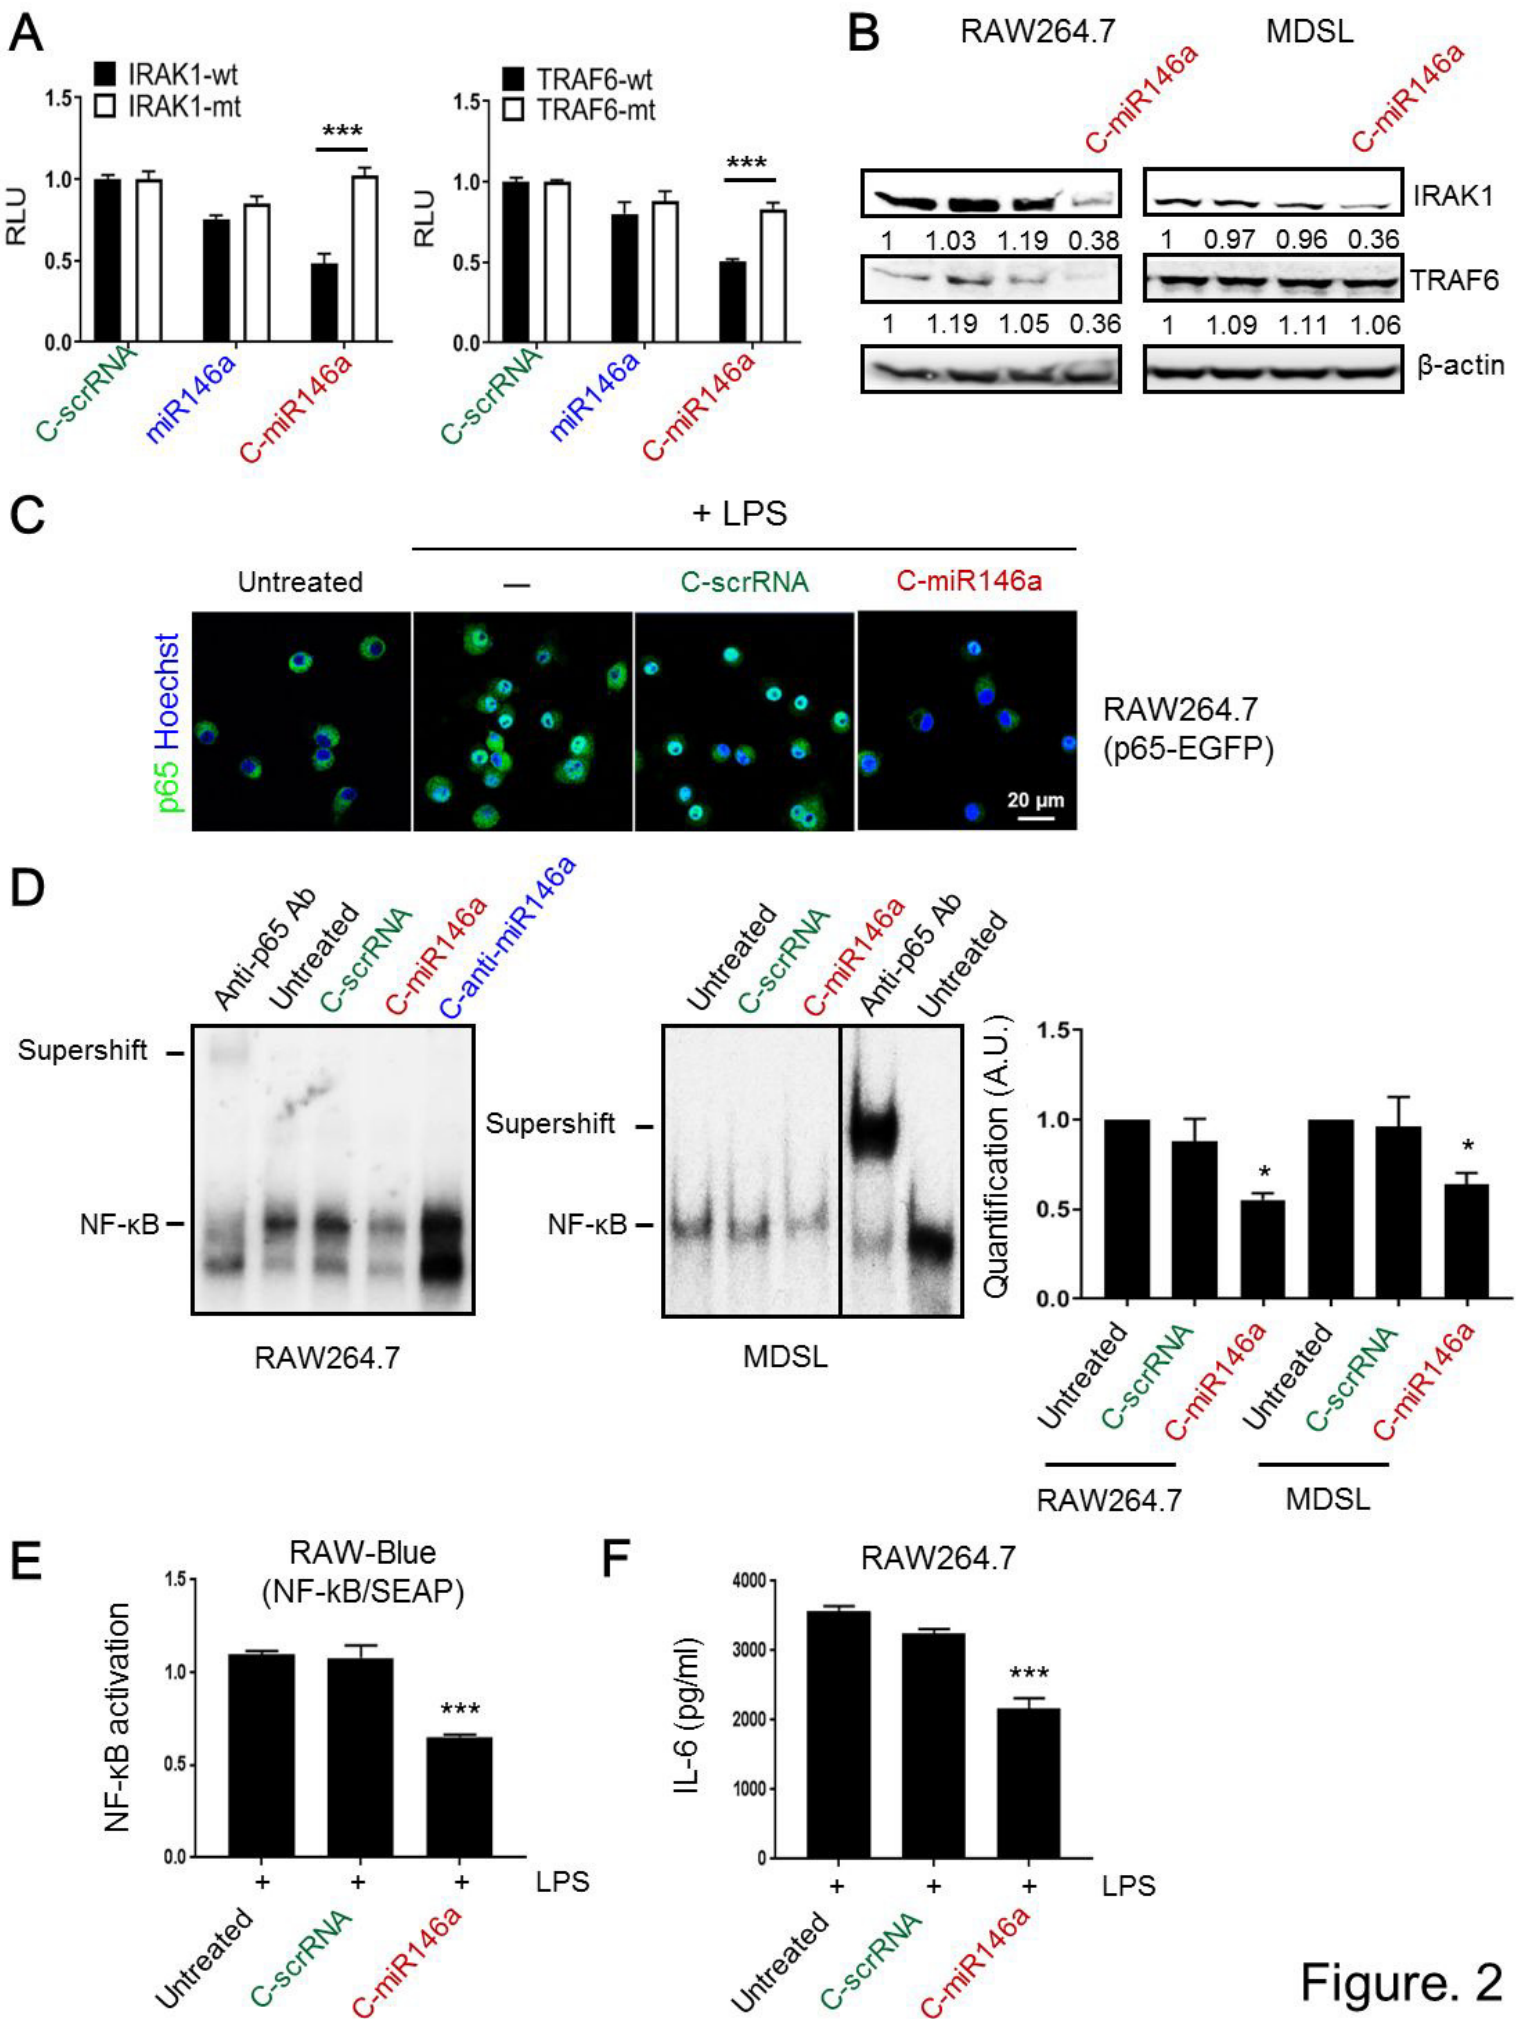 A
IRAK1-wt
IRAK1-mt
1.5
1.0
0.5
0.0
RLU
***
C-scrRNA
miR146a
C-miR146a
TRAF6-wt
TRAF6-mt
1.5
1.0
0.5
0.0
RLU
***
C-scrRNA
miR146a
C-miR146a
B
RAW264.7
MDSL
C-miR146a
C-miR146a
IRAK1
1 1.03 1.19 0.38
1 0.97 0.96 0.36
TRAF6
1 1.19 1.05 0.36
1 1.09 1.11 1.06
β-actin
C
+ LPS
Untreated
—
C-scrRNA
C-miR146a
p65 Hoechst
20 µm
RAW264.7
(p65-EGFP)
D
Anti-p65 Ab
Untreated
C-scrRNA
C-miR146a
C-anti-miR146a
Supershift
NF-κB
RAW264.7
Untreated
C-scrRNA
C-miR146a
Anti-p65 Ab
Untreated
Supershift
NF-κB
MDSL
Quantification (A.U.)
1.5
1.0
0.5
0.0
*
*
Untreated
C-scrRNA
C-miR146a
Untreated
C-scrRNA
C-miR146a
RAW264.7
MDSL
E
RAW-Blue
(NF-kB/SEAP)
NF-κB activation
1.5
1.0
0.5
0.0
***
+ + + LPS
Untreated
C-scrRNA
C-miR146a
F
RAW264.7
IL-6 (pg/ml)
4000
3000
2000
1000
0
***
+ + + LPS
Untreated
C-scrRNA
C-miR146a
Figure. 2